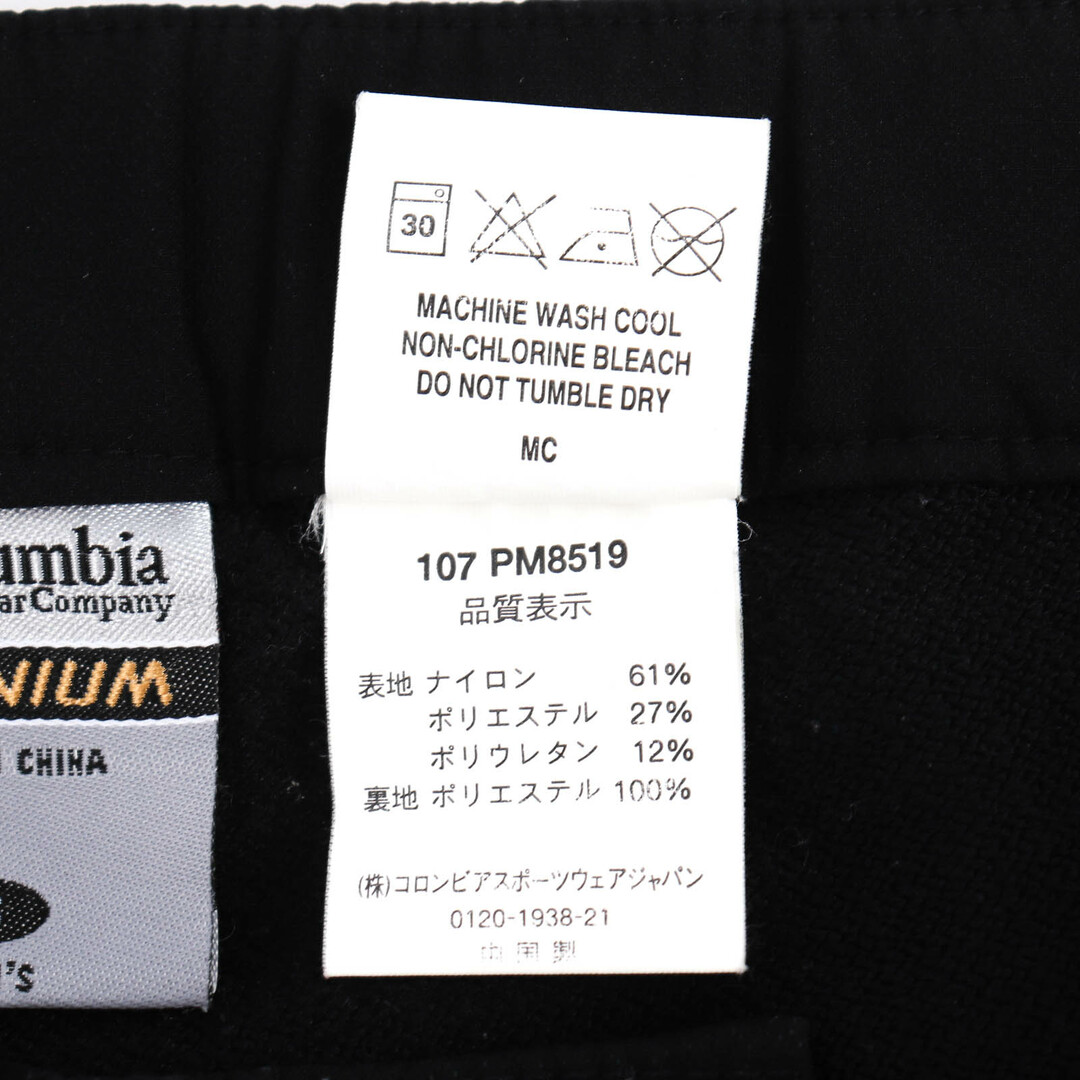 30
MACHINE WASH COOL
NON-CHLORINE BLEACH
DO NOT TUMBLE DRY
MC
107 PM8519
品質表示
表地 ナイロン 61%
ポリエステル 27%
ポリウレタン 12%
裏地 ポリエステル 100%
(株)コロンビアスポーツウェアジャパン
0120-1938-21
中国製
umbia
arCompany
NIUM
CHINA
'S